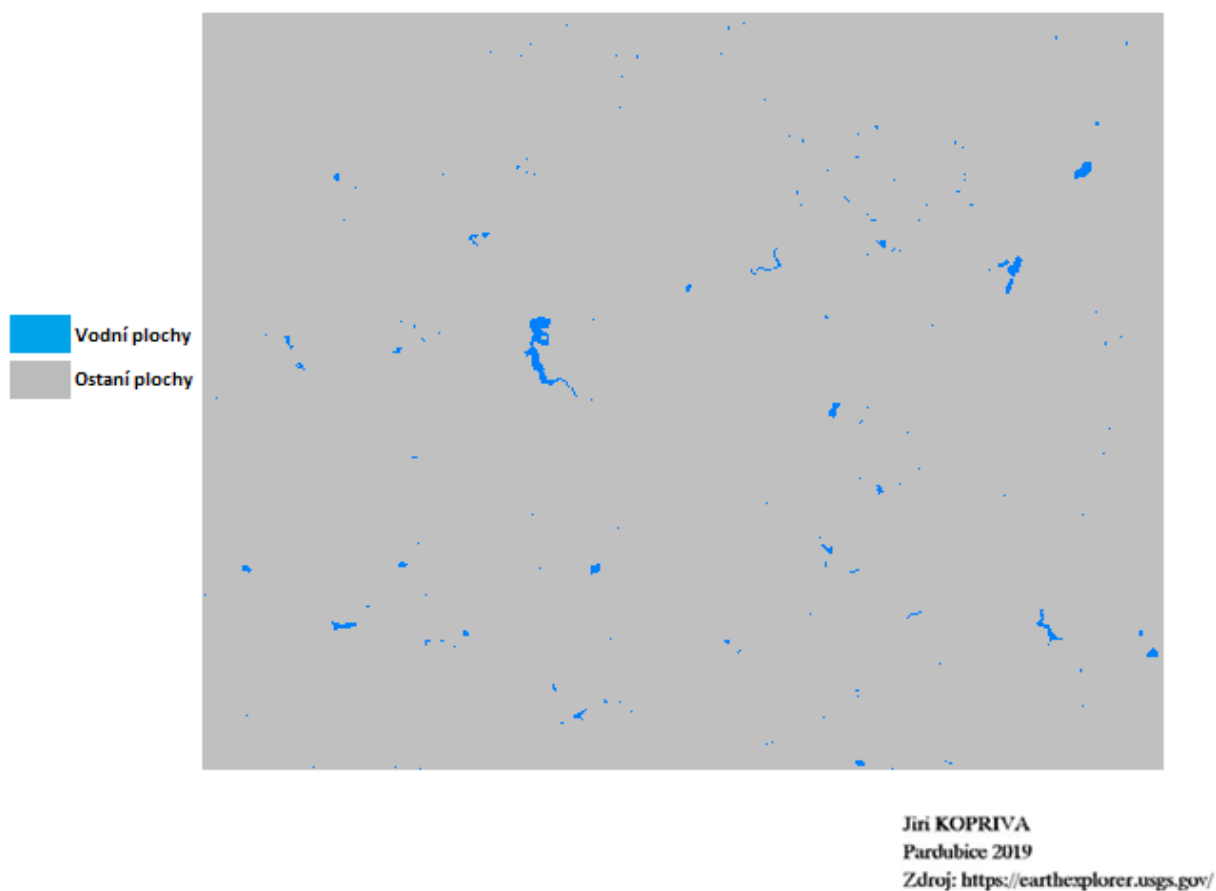 Vodní plochy
Ostaní plochy
Jiri KOPRIVA
Pardubice 2019
Zdroj: https://earthexplorer.usgs.gov/